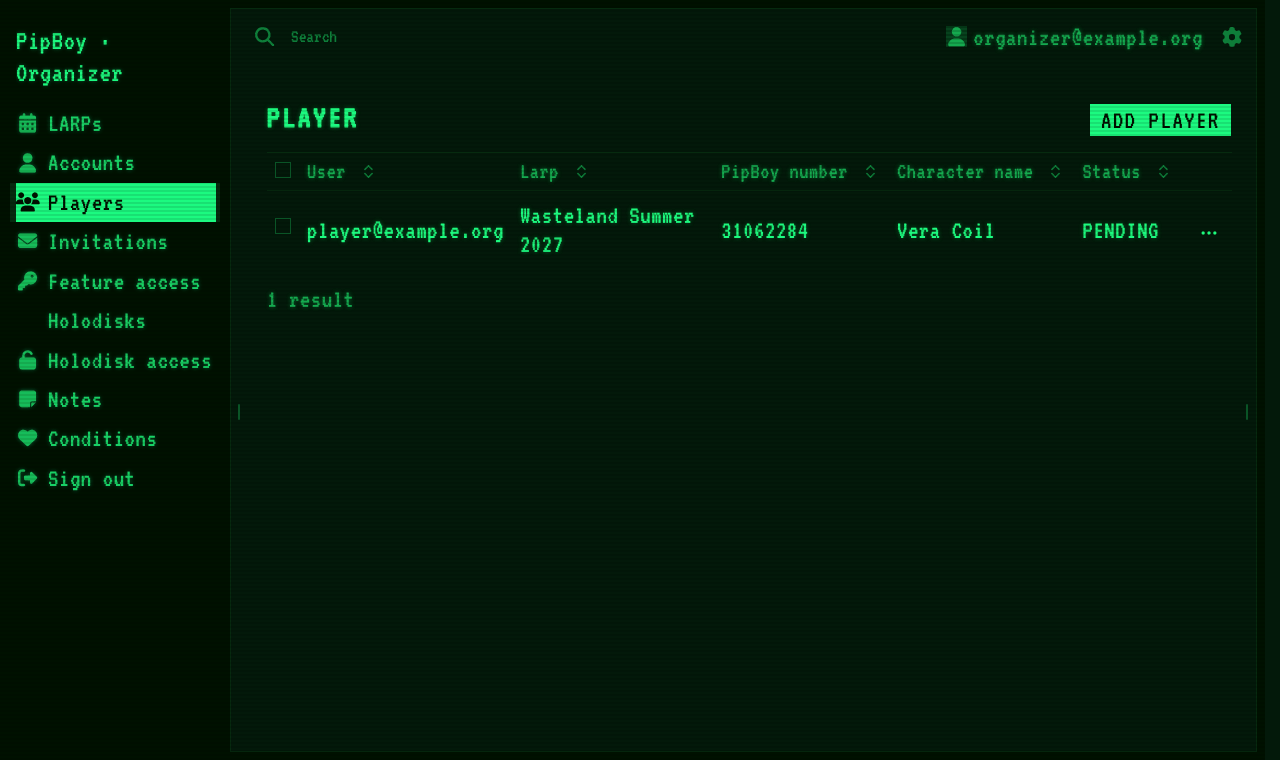 PipBoy ·
Organizer
LARPs
Accounts
Players
Invitations
Feature access
Holodisks
Holodisk access
Notes
Conditions
Sign out
Search
organizer@example.org
PLAYER
ADD PLAYER
User Larp PipBoy number Character name Status
player@example.org Wasteland Summer 2027 31062284 Vera Coil PENDING ...
1 result